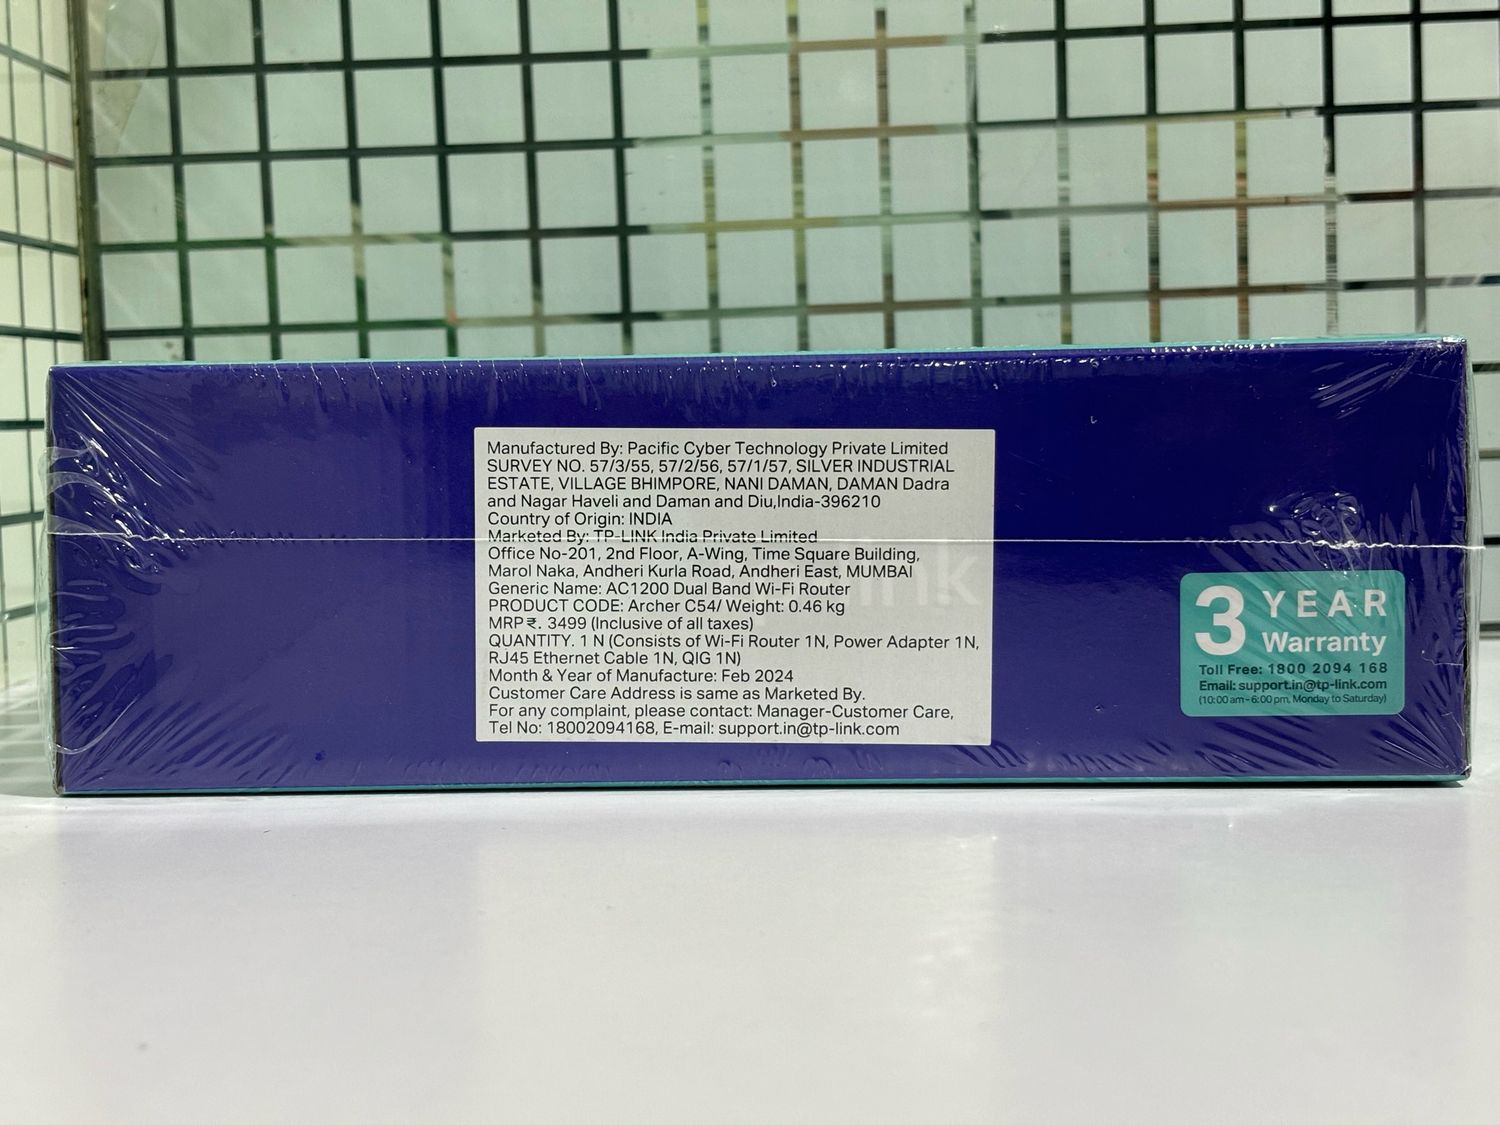 Manufactured By: Pacific Cyber Technology Private Limited
SURVEY NO. 57/3/55, 57/2/56, 57/1/57, SILVER INDUSTRIAL
ESTATE, VILLAGE BHIMPORE, NANI DAMAN, DAMAN Dadra
and Nagar Haveli and Daman and Diu,India-396210
Country of Origin: INDIA
Marketed By: TP-LINK India Private Limited
Office No-201, 2nd Floor, A-Wing, Time Square Building,
Marol Naka, Andheri Kurla Road, Andheri East, MUMBAI
Generic Name: AC1200 Dual Band Wi-Fi Router
PRODUCT CODE: Archer C54/ Weight: 0.46 kg
MRP ₹. 3499 (Inclusive of all taxes)
QUANTITY. 1 N (Consists of Wi-Fi Router 1N, Power Adapter 1N,
RJ45 Ethernet Cable 1N, QIG 1N)
Month & Year of Manufacture: Feb 2024
Customer Care Address is same as Marketed By.
For any complaint, please contact: Manager-Customer Care,
Tel No: 18002094168, E-mail: support.in@tp-link.com
3 YEAR
Warranty
Toll Free: 1800 2094 168
Email: support.in@tp-link.com
(10:00 am - 6:00 pm, Monday to Saturday)